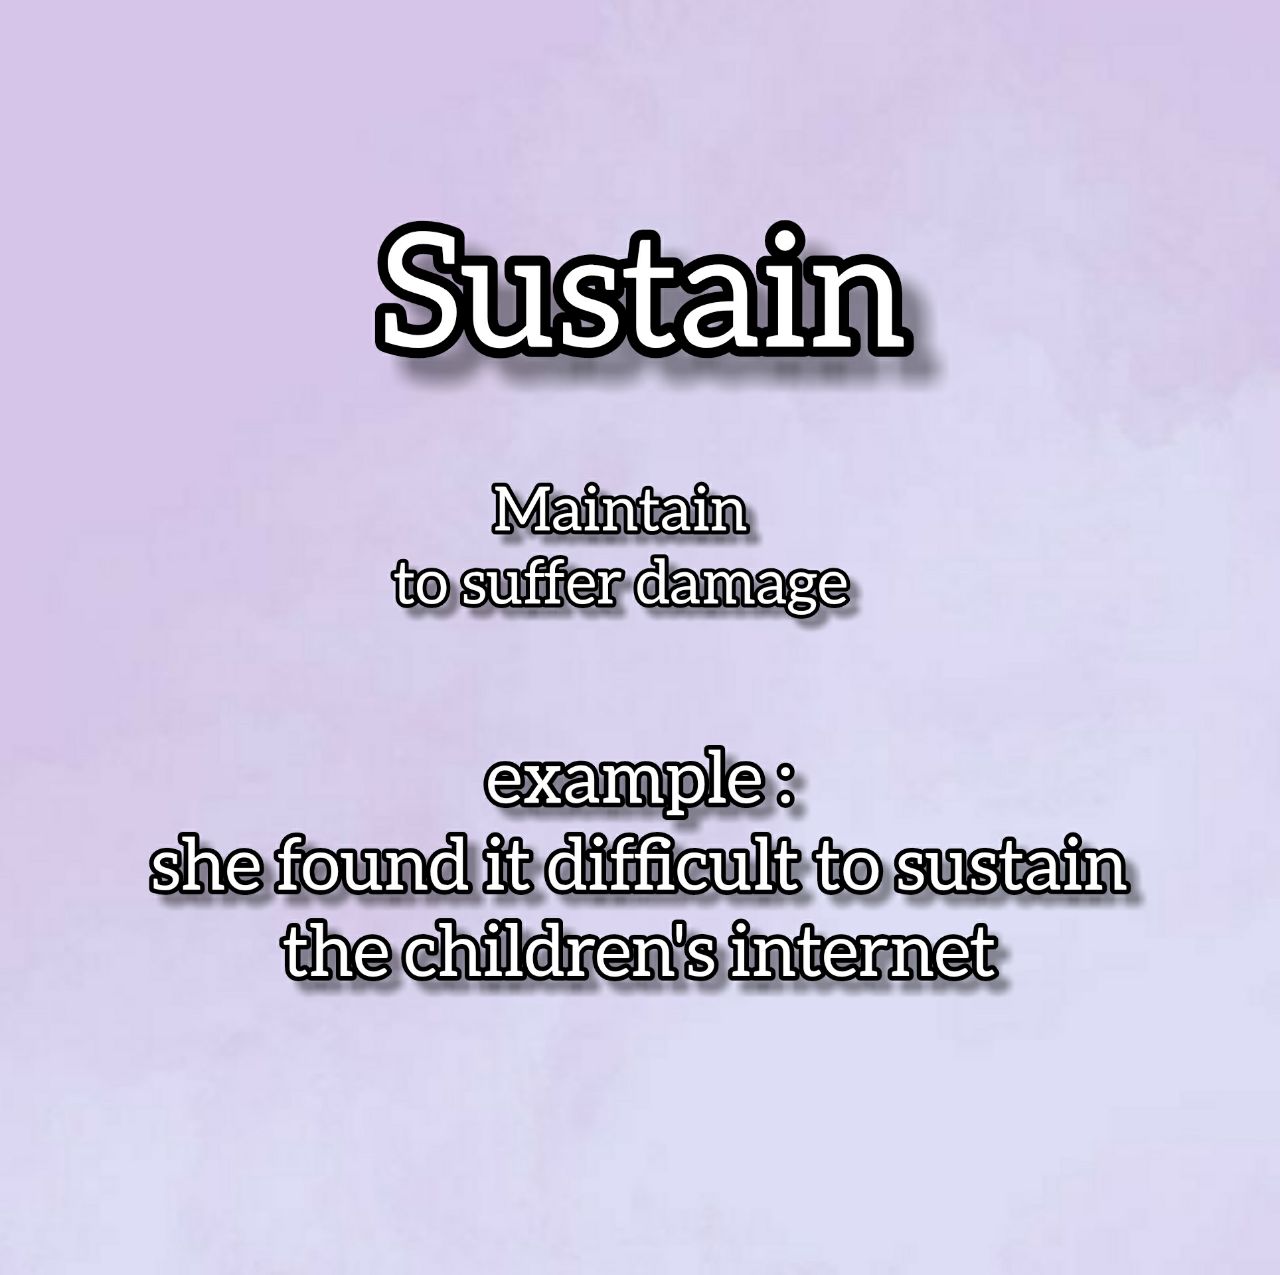 Sustain
Maintain
to suffer damage
example :
she found it difficult to sustain
the children's internet